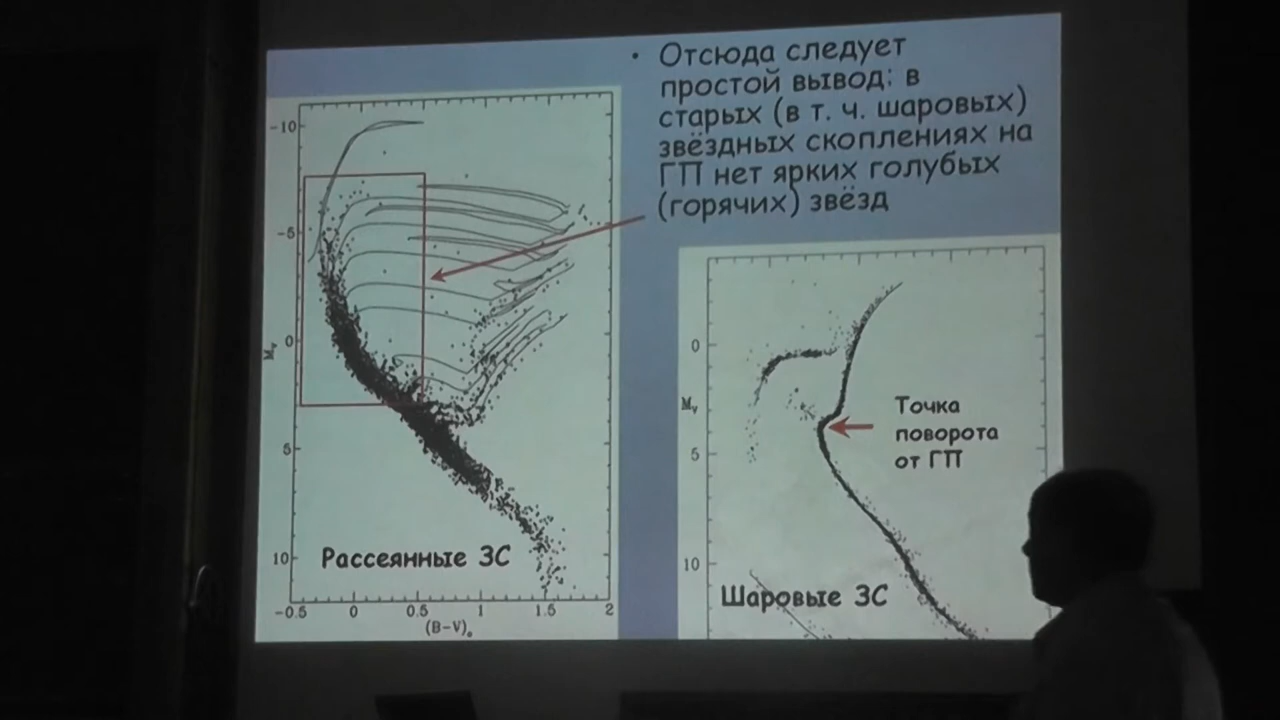 • Отсюда следует
простой вывод: в
старых (в т. ч. шаровых)
звёздных скоплениях на
ГП нет ярких голубых
(горячих) звёзд
-10
-5
0
5
10
Mv
Рассеянные ЗС
-0.5 0 0.5 1 1.5 2
(B-V)₀
0
5
10
Mv
Точка
поворота
от ГП
Шаровые ЗС